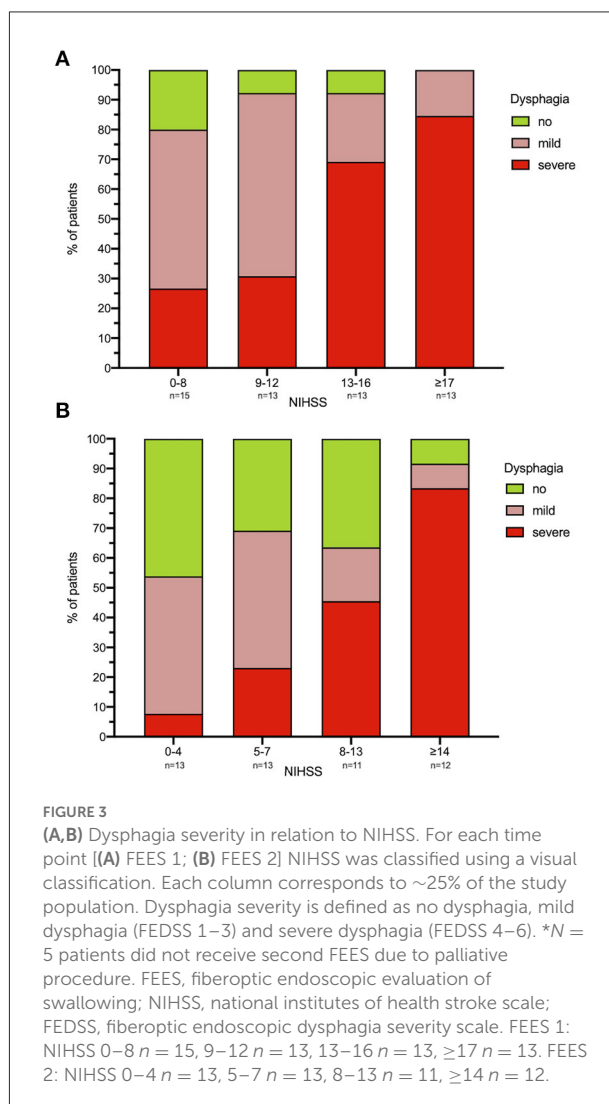 A
100
90
80
70
60
50
40
30
20
10
0
% of patients
Dysphagia
no
mild
severe
0-8
9-12
13-16
≥17
n=15
n=13
n=13
n=13
NIHSS
B
100
90
80
70
60
50
40
30
20
10
0
% of patients
Dysphagia
no
mild
severe
0-4
5-7
8-13
≥14
n=13
n=13
n=11
n=12
NIHSS
FIGURE 3
(A,B) Dysphagia severity in relation to NIHSS. For each time
point [(A) FEES 1; (B) FEES 2] NIHSS was classified using a visual
classification. Each column corresponds to ∼25% of the study
population. Dysphagia severity is defined as no dysphagia, mild
dysphagia (FEDSS 1–3) and severe dysphagia (FEDSS 4–6). *N =
5 patients did not receive second FEES due to palliative
procedure. FEES, fiberoptic endoscopic evaluation of
swallowing; NIHSS, national institutes of health stroke scale;
FEDSS, fiberoptic endoscopic dysphagia severity scale. FEES 1:
NIHSS 0–8 n = 15, 9–12 n = 13, 13–16 n = 13, ≥17 n = 13. FEES
2: NIHSS 0–4 n = 13, 5–7 n = 13, 8–13 n = 11, ≥14 n = 12.